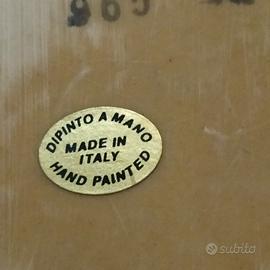 DIPINTO A MANO
MADE IN
ITALY
HAND PAINTED
subito